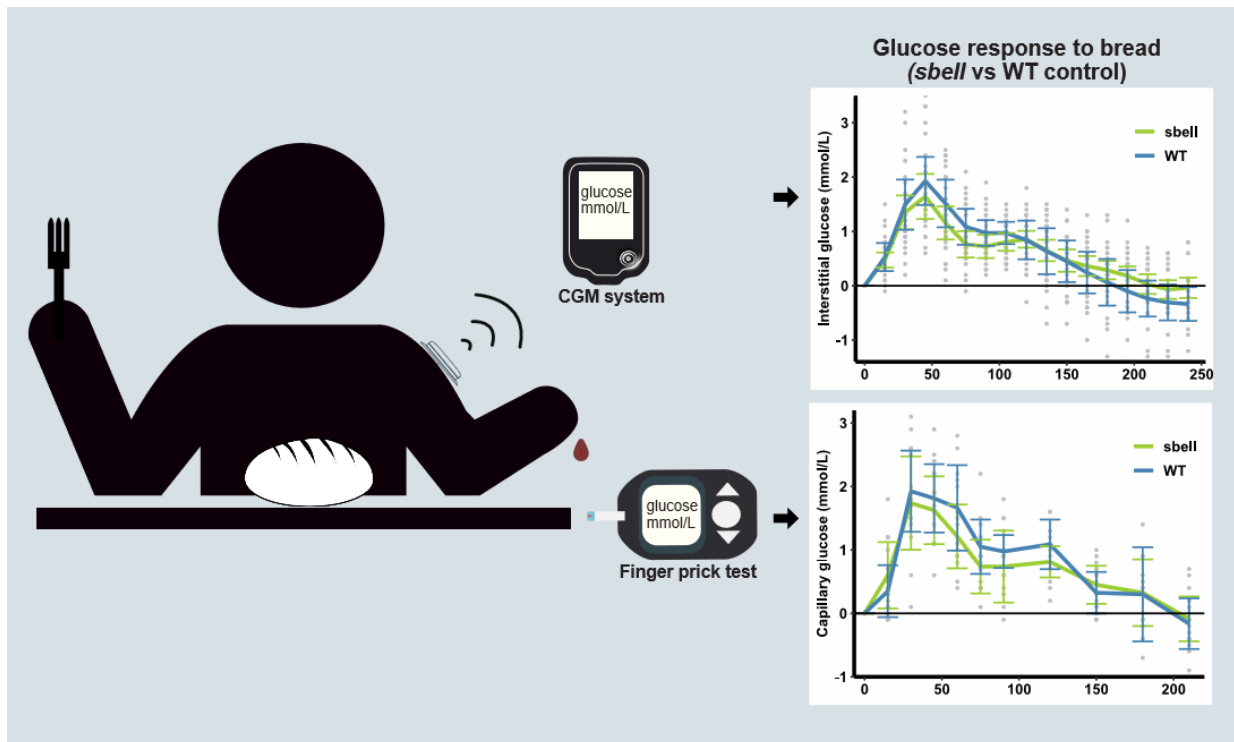 Glucose response to bread
(sbell vs WT control)
glucose
mmol/L
CGM system
Interstitial glucose (mmol/L)
3
2
1
0
-1
sbell
WT
0 50 100 150 200 250
glucose
mmol/L
Finger prick test
Capillary glucose (mmol/L)
3
2
1
0
-1
sbell
WT
0 50 100 150 200